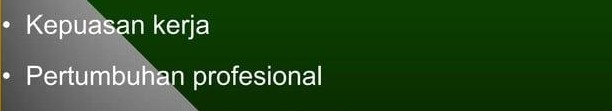 • Kepuasan kerja
• Pertumbuhan profesional